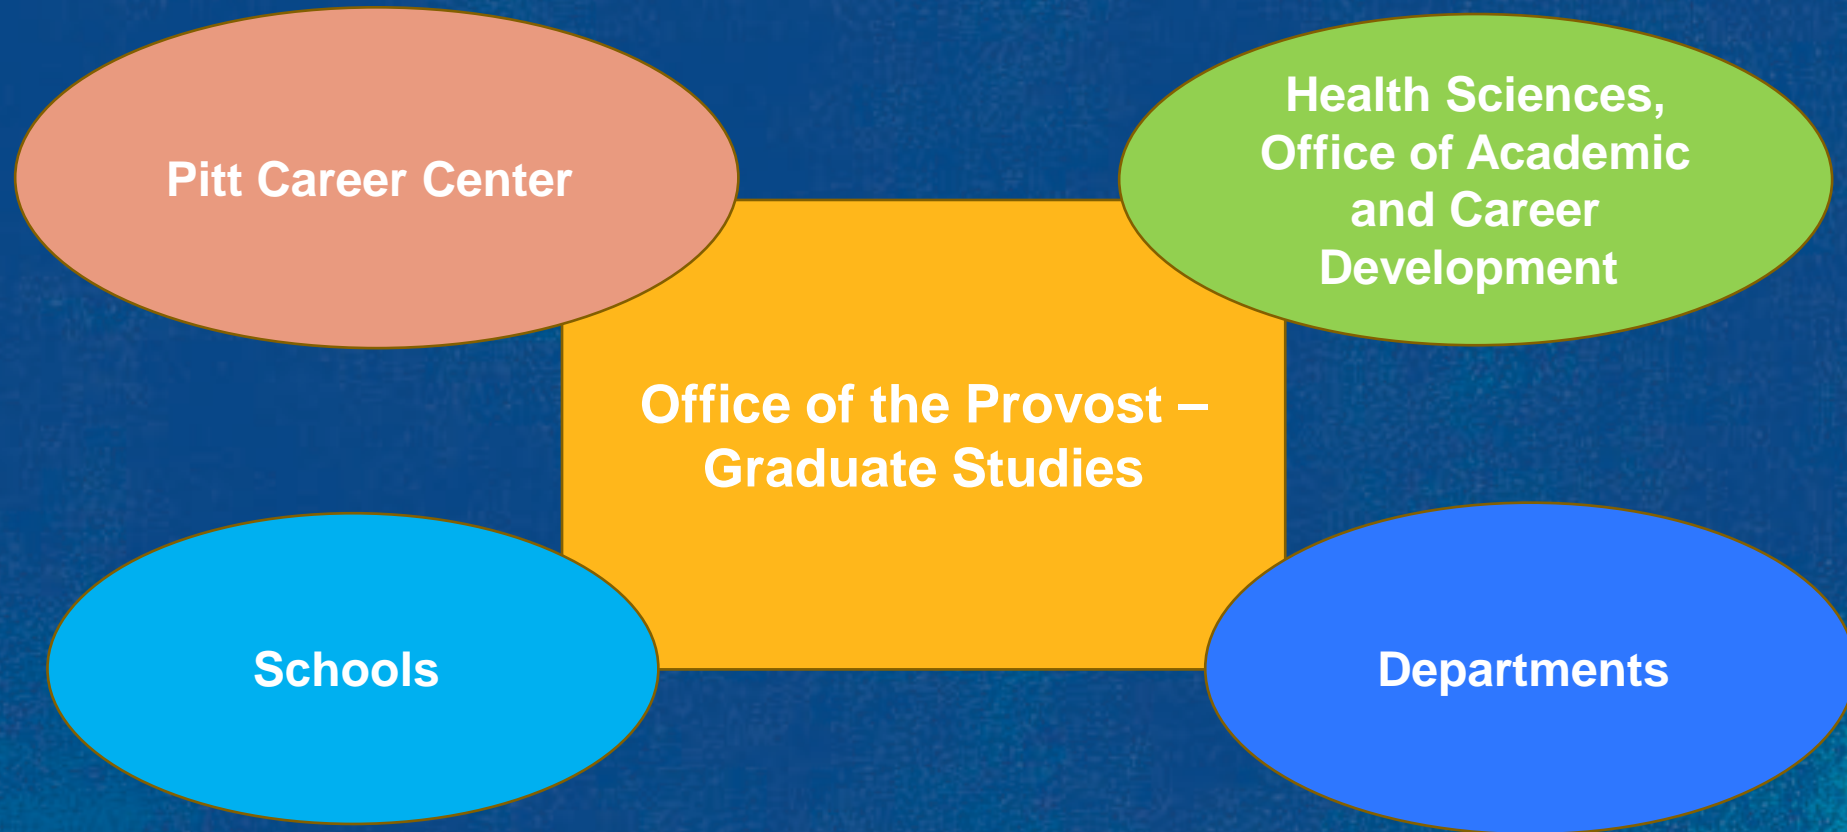 Pitt Career Center
Health Sciences,
Office of Academic
and Career
Development
Office of the Provost –
Graduate Studies
Schools
Departments